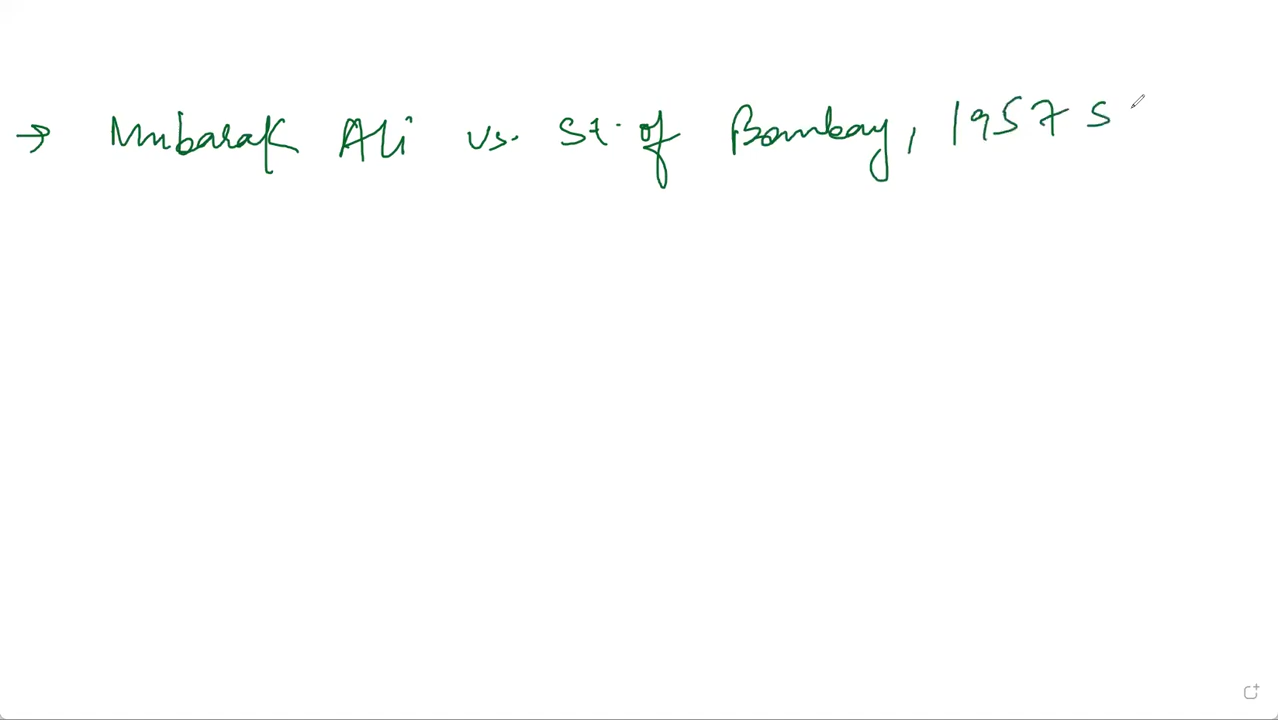 → Mubarak Ali vs. St. of Bombay, 1957 S